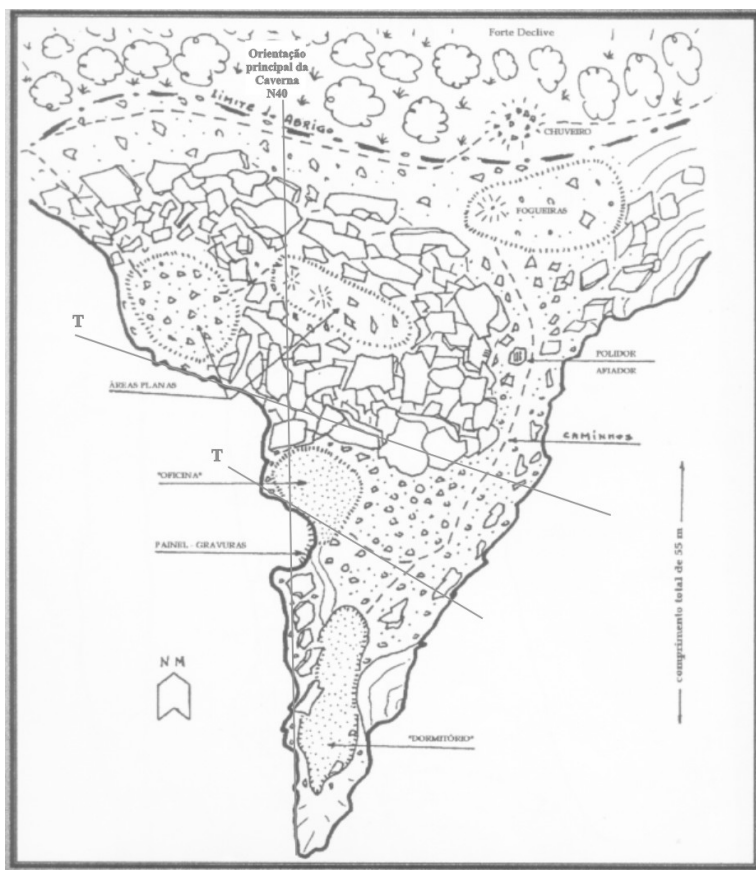 Forte Declive
Orientação
principal da
Caverna
N40
LIMITE do ABRIGO
CHUVEIRO
FOGUEIRAS
T
POLIDOR
AFIADOR
ÁREAS PLANAS
CAMINHOS
T
"OFICINA"
PAINEL - GRAVURAS
comprimento total de 55 m
N M
"DORMITÓRIO"